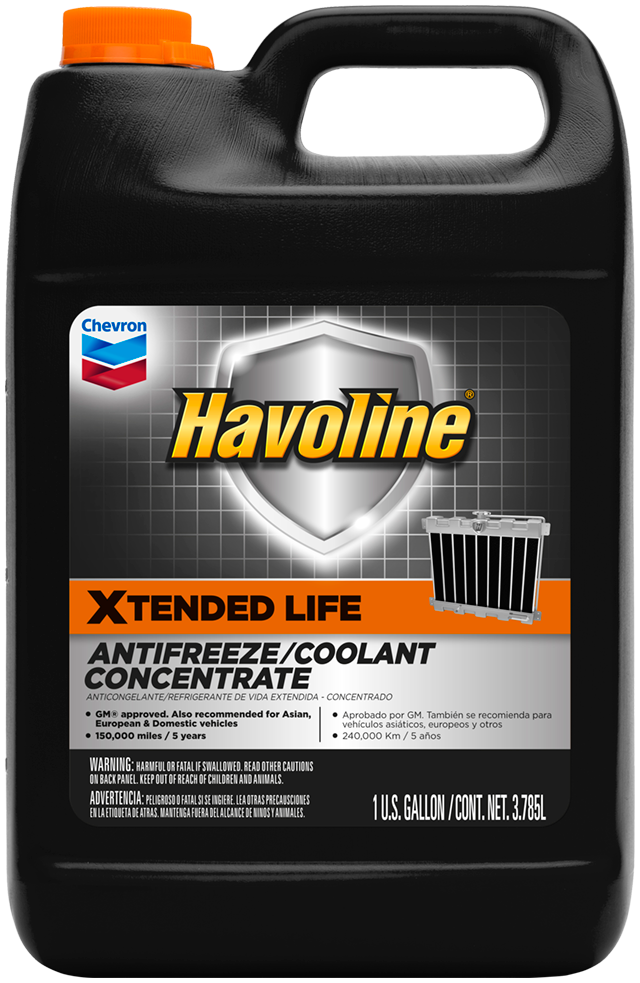 Chevron
Havoline®
XTENDED LIFE
ANTIFREEZE/COOLANT
CONCENTRATE
ANTICONGELANTE/REFRIGERANTE DE VIDA EXTENDIDA - CONCENTRADO
• GM® approved. Also recommended for Asian,
European & Domestic vehicles
• 150,000 miles / 5 years
• Aprobado por GM. También se recomienda para
vehículos asiáticos, europeos y otros
• 240,000 Km / 5 años
WARNING: HARMFUL OR FATAL IF SWALLOWED. READ OTHER CAUTIONS
ON BACK PANEL. KEEP OUT OF REACH OF CHILDREN AND ANIMALS.
ADVERTENCIA: PELIGROSO O FATAL SI SE INGIERE. LEA OTRAS PRECAUCIONES
EN LA ETIQUETA DE ATRAS. MANTENGA FUERA DEL ALCANCE DE NINOS Y ANIMALES.
1 U.S. GALLON / CONT. NET. 3.785L